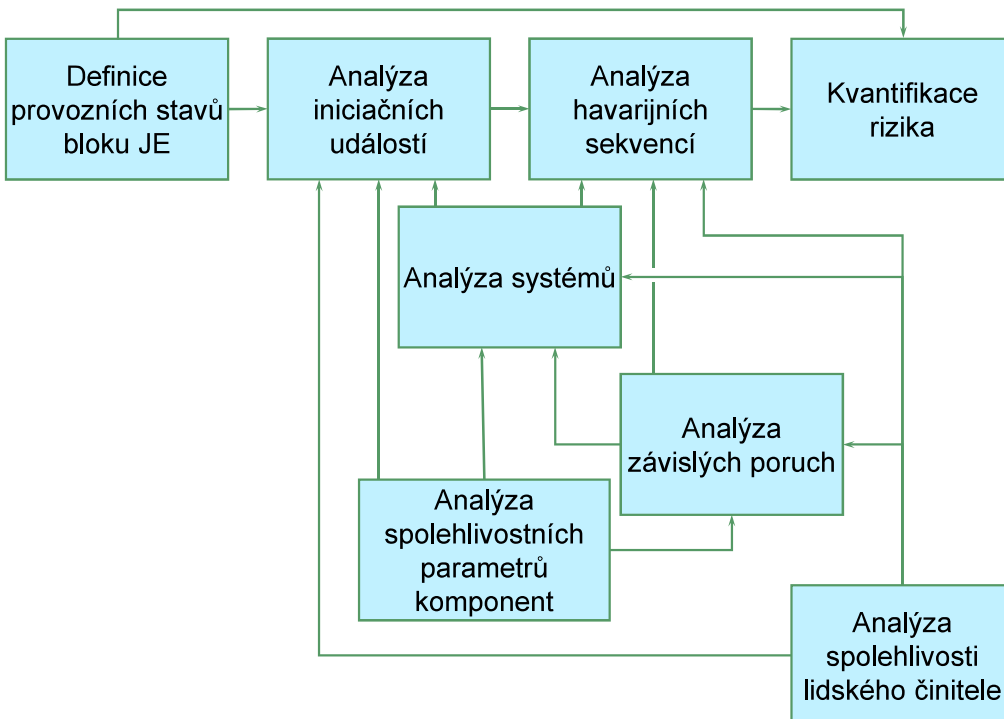 Definice
provozních stavů
bloku JE
Analýza
iniciačních
událostí
Analýza
havarijních
sekvencí
Kvantifikace
rizika
Analýza systémů
Analýza
závislých poruch
Analýza
spolehlivostních
parametrů
komponent
Analýza
spolehlivosti
lidského činitele